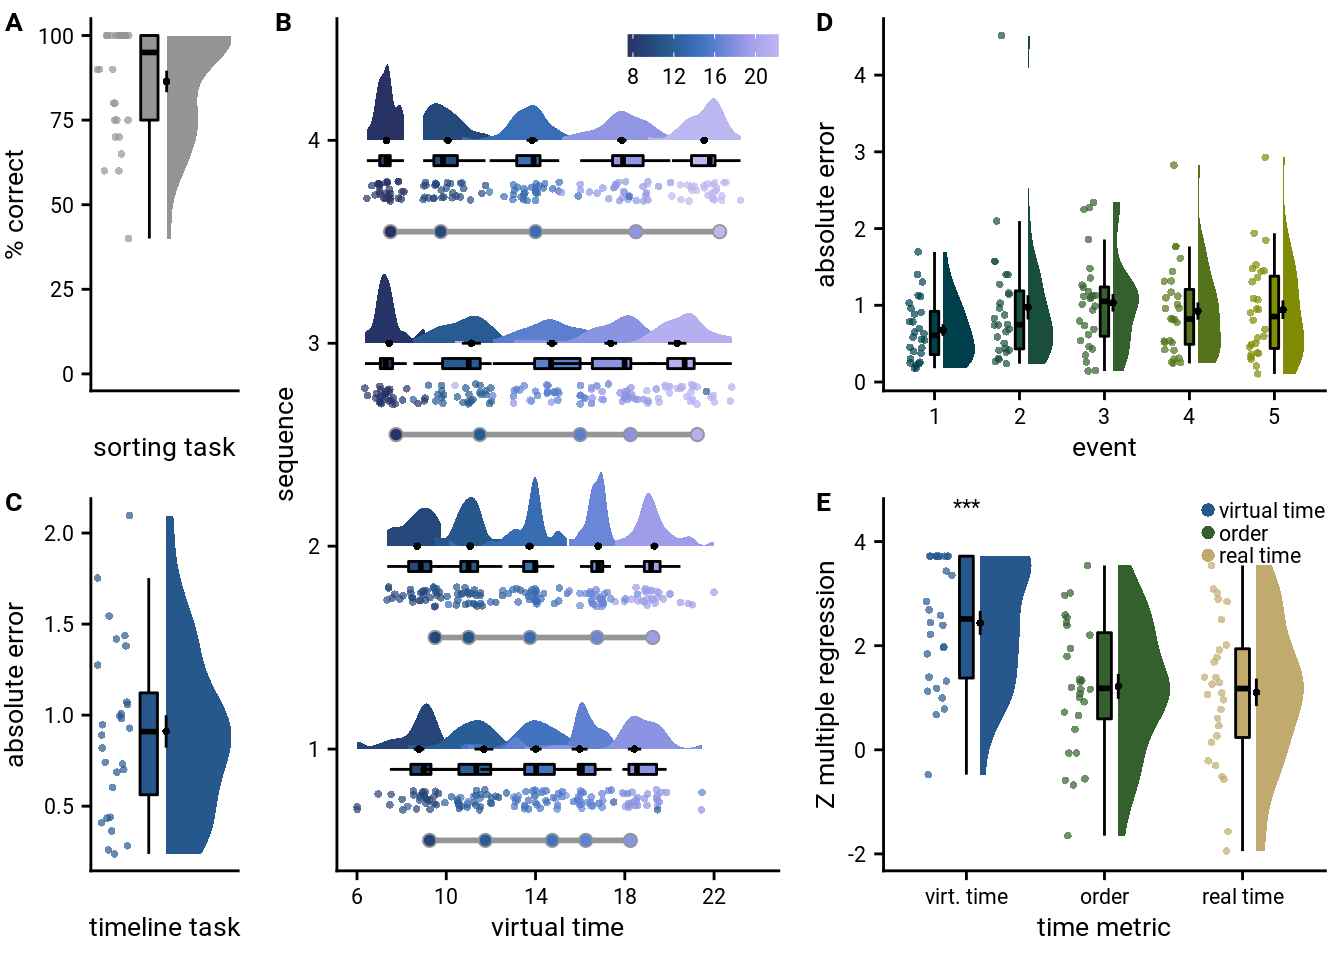 A
100
75
50
25
0
% correct
sorting task
B
8 12 16 20
4
3
2
1
sequence
6 10 14 18 22
virtual time
C
2.0
1.5
1.0
0.5
absolute error
timeline task
D
4
3
2
1
0
absolute error
1 2 3 4 5
event
E
***
virtual time
order
real time
4
2
0
-2
Z multiple regression
virt. time order real time
time metric